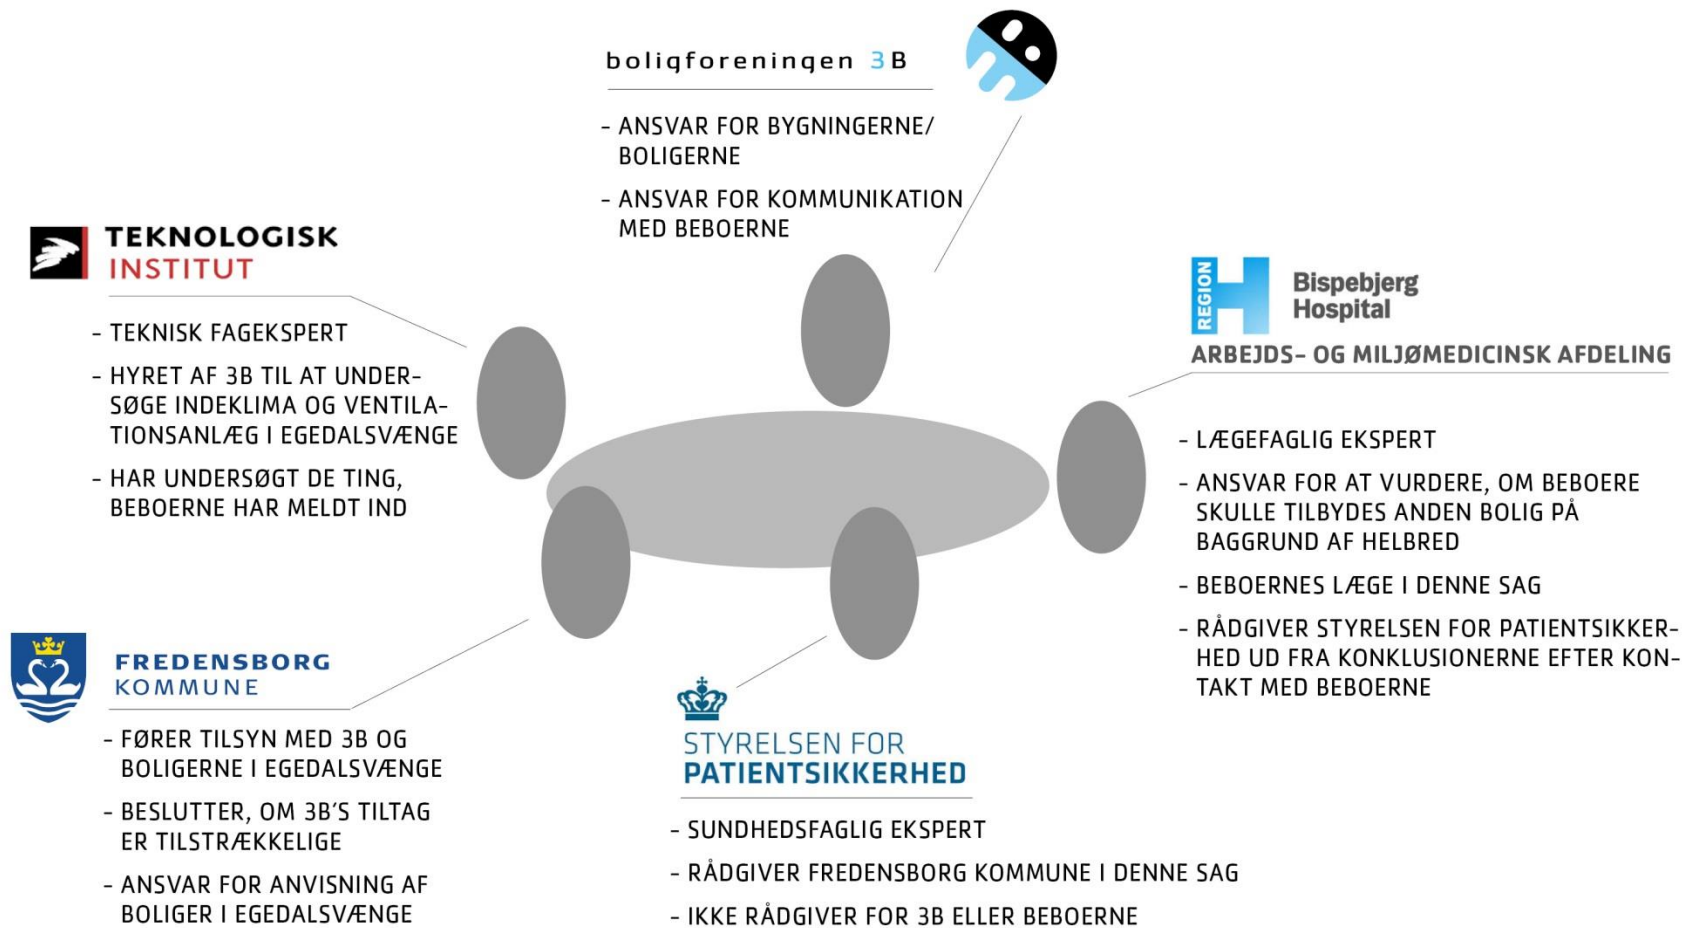 boligforeningen 3B
- ANSVAR FOR BYGNINGERNE/
BOLIGERNE
- ANSVAR FOR KOMMUNIKATION
MED BEBOERNE
TEKNOLOGISK
INSTITUT
- TEKNISK FAGEKSPERT
- HYRET AF 3B TIL AT UNDER-
SØGE INDEKLIMA OG VENTILA-
TIONSANLÆG I EGEDALSVÆNGE
- HAR UNDERSØGT DE TING,
BEBOERNE HAR MELDT IND
REGION H
Bispebjerg
Hospital
ARBEJDS- OG MILJØMEDICINSK AFDELING
- LÆGEFAGLIG EKSPERT
- ANSVAR FOR AT VURDERE, OM BEBOERE
SKULLE TILBYDES ANDEN BOLIG PÅ
BAGGRUND AF HELBRED
- BEBOERNES LÆGE I DENNE SAG
- RÅDGIVER STYRELSEN FOR PATIENTSIKKER-
HED UD FRA KONKLUSIONERNE EFTER KON-
TAKT MED BEBOERNE
FREDENSBORG
KOMMUNE
- FØRER TILSYN MED 3B OG
BOLIGERNE I EGEDALSVÆNGE
- BESLUTTER, OM 3B´S TILTAG
ER TILSTRÆKKELIGE
- ANSVAR FOR ANVISNING AF
BOLIGER I EGEDALSVÆNGE
STYRELSEN FOR
PATIENTSIKKERHED
- SUNDHEDSFAGLIG EKSPERT
- RÅDGIVER FREDENSBORG KOMMUNE I DENNE SAG
- IKKE RÅDGIVER FOR 3B ELLER BEBOERNE